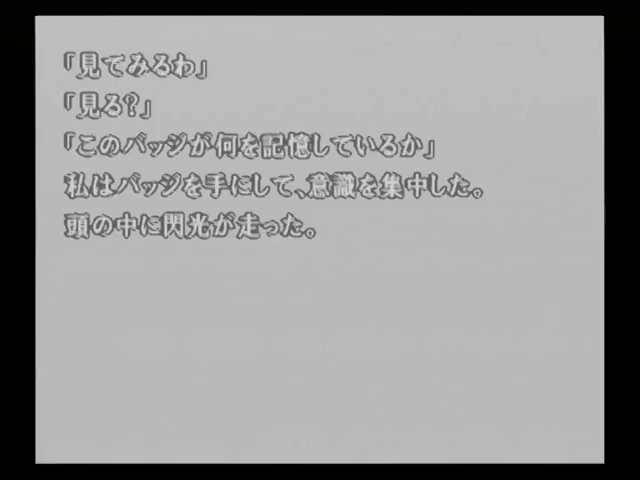 「見てみるわ」
「見る?」
「このバッジが何を記憶しているか」
私はバッジを手にして、意識を集中した。
頭の中に閃光が走った。